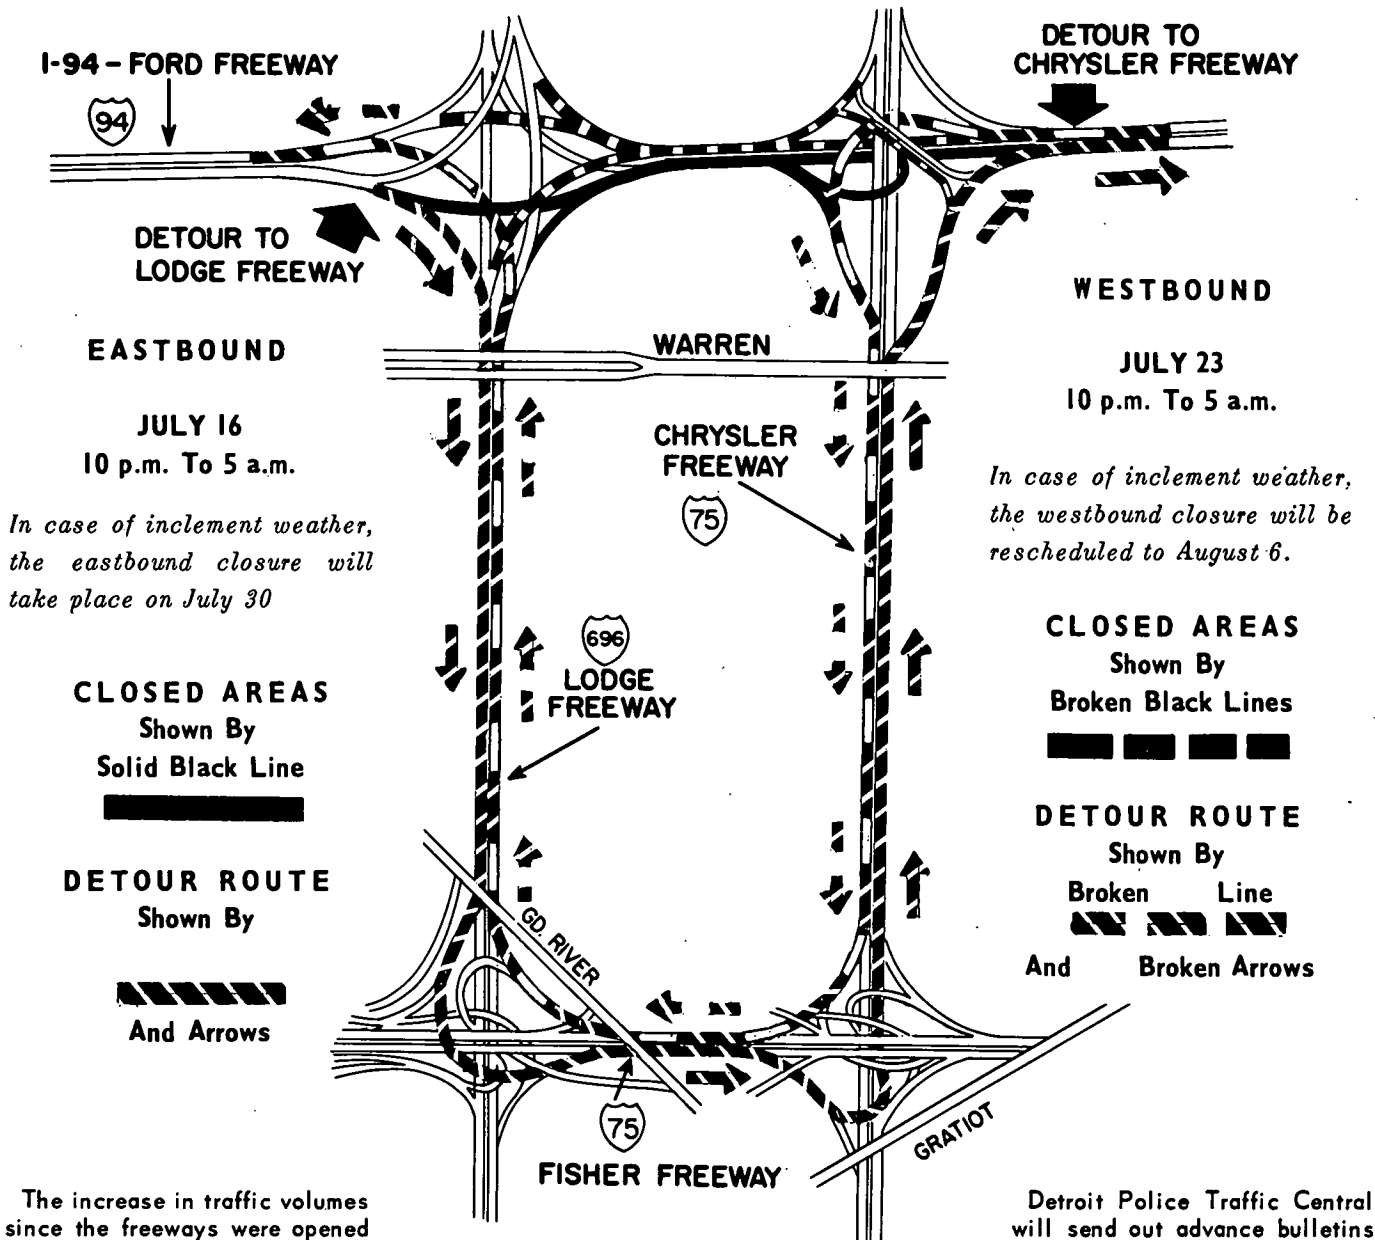 I-94 – FORD FREEWAY
94
DETOUR TO
CHRYSLER FREEWAY
DETOUR TO
LODGE FREEWAY
EASTBOUND
JULY 16
10 p.m. To 5 a.m.
In case of inclement weather,
the eastbound closure will
take place on July 30
CLOSED AREAS
Shown By
Solid Black Line
DETOUR ROUTE
Shown By
And Arrows
WARREN
CHRYSLER
FREEWAY
75
696
LODGE
FREEWAY
GD. RIVER
75
FISHER FREEWAY
GRATIOT
WESTBOUND
JULY 23
10 p.m. To 5 a.m.
In case of inclement weather,
the westbound closure will be
rescheduled to August 6.
CLOSED AREAS
Shown By
Broken Black Lines
DETOUR ROUTE
Shown By
Broken Line
And Broken Arrows
The increase in traffic volumes
since the freeways were opened
Detroit Police Traffic Central
will send out advance bulletins